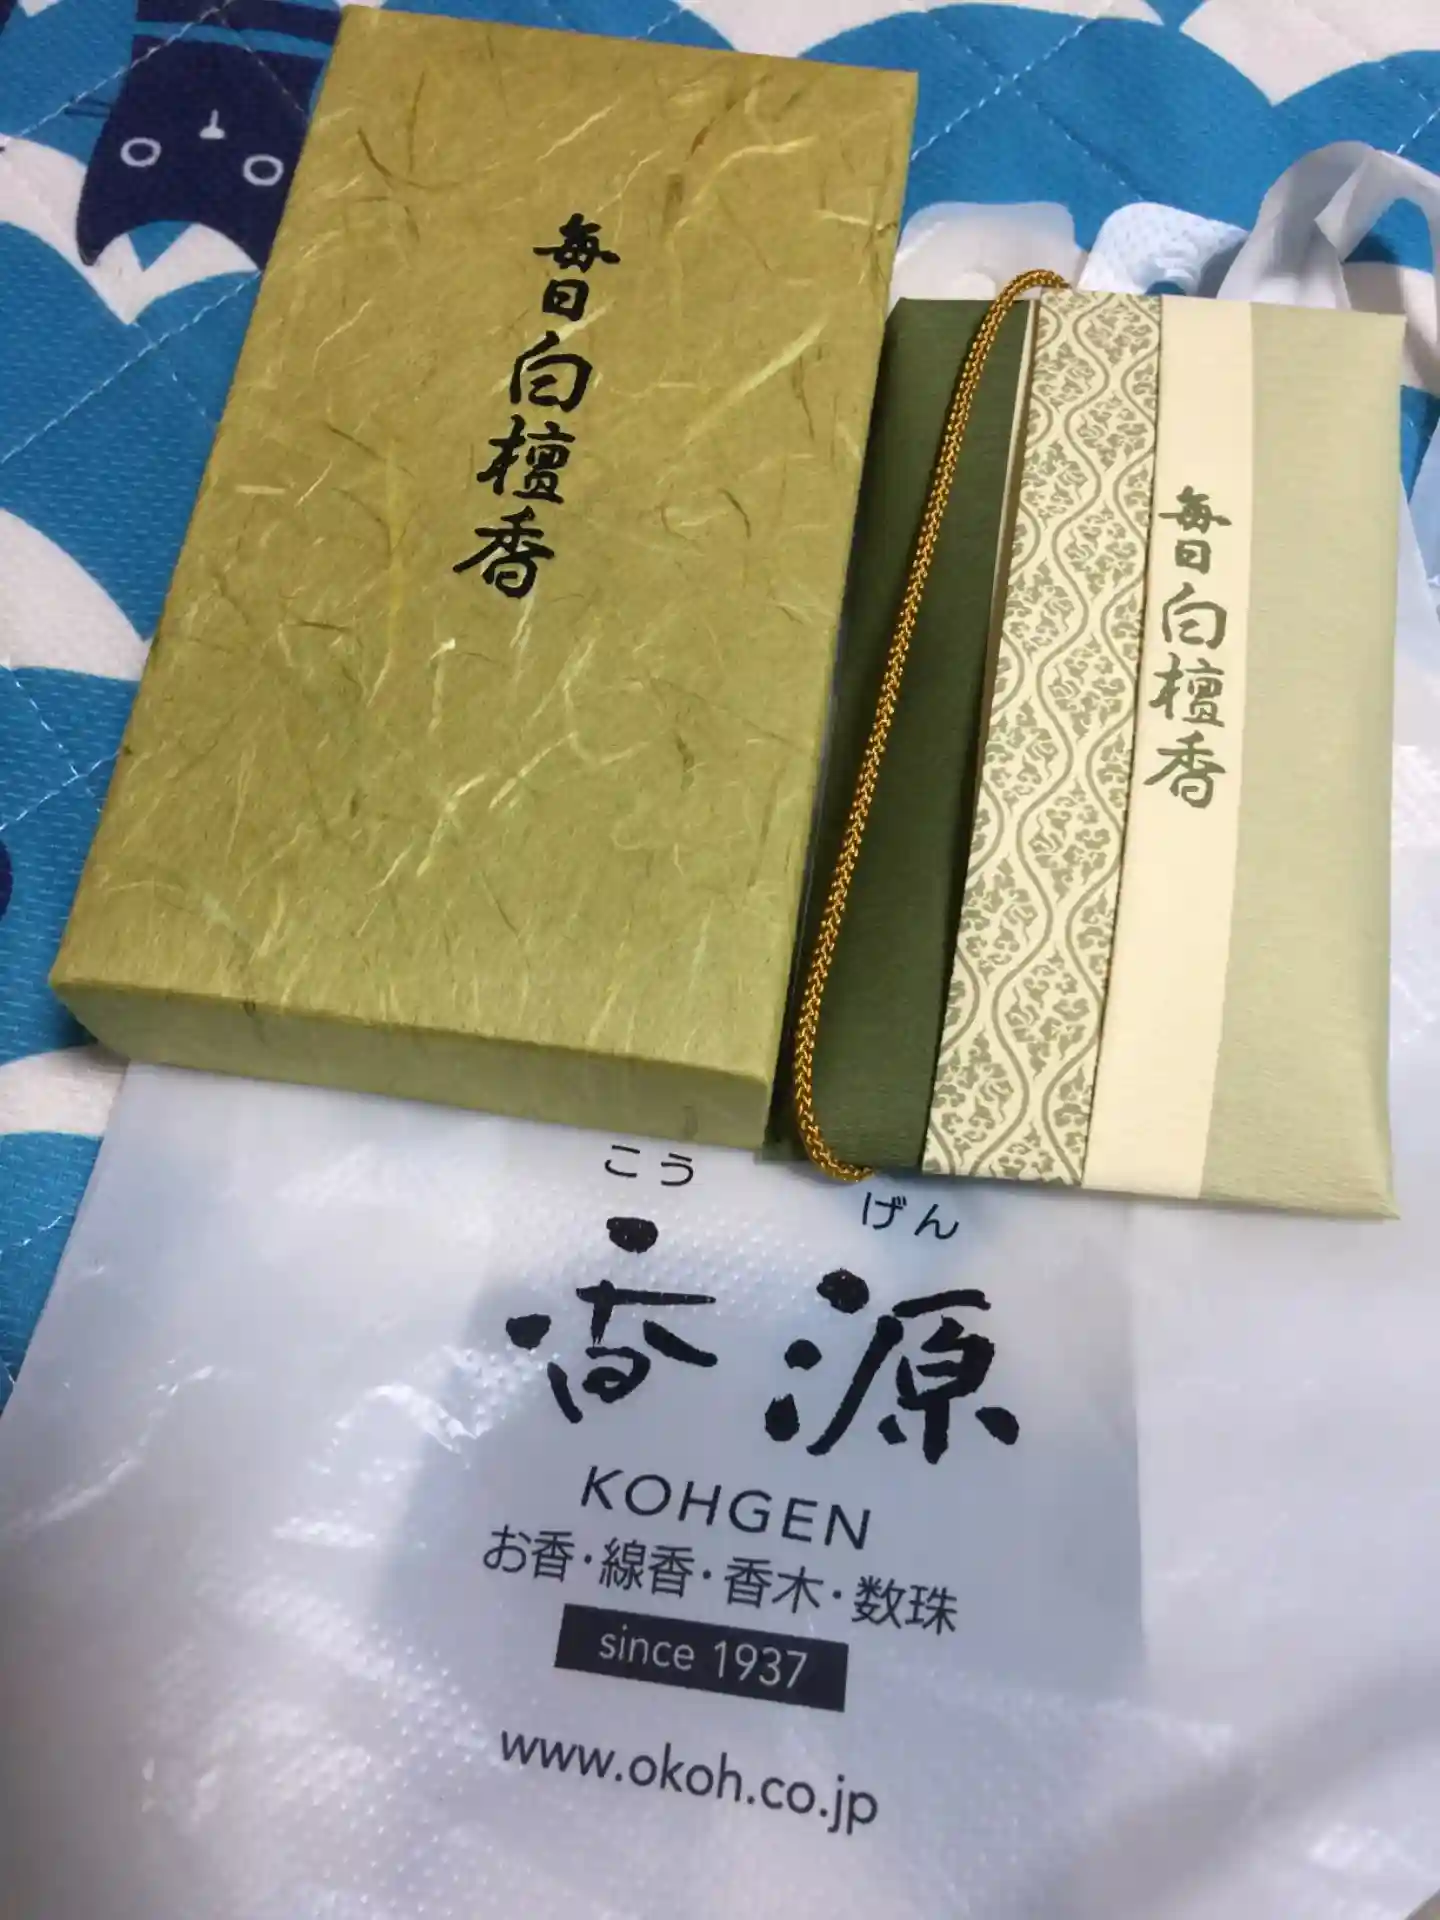 毎日白檀香
毎日白檀香
こう げん
香源
KOHGEN
お香・線香・香木・数珠
since 1937
www.okoh.co.jp